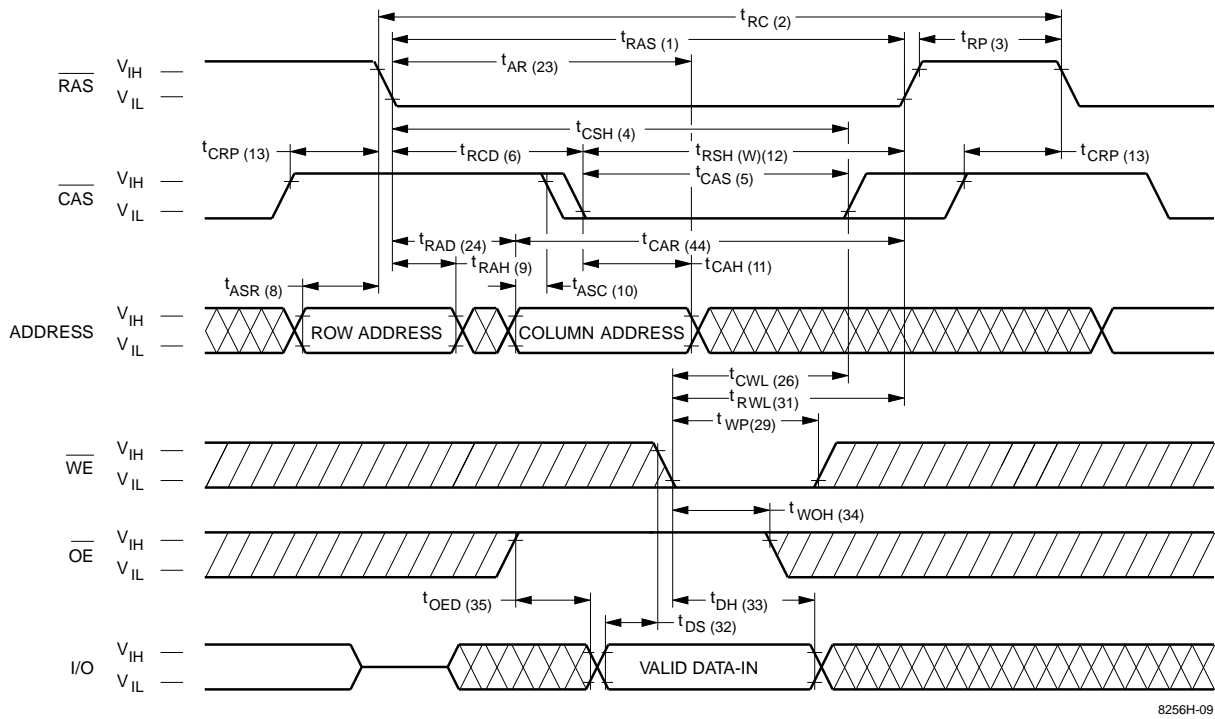 tRC (2)
tRAS (1)
tRP (3)
tAR (23)
RAS
VIH
VIL
tCSH (4)
tCRP (13)
tRCD (6)
tRSH (W)(12)
tCRP (13)
tCAS (5)
CAS
VIH
VIL
tRAD (24)
tCAR (44)
tRAH (9)
tCAH (11)
tASR (8)
tASC (10)
ADDRESS
VIH
VIL
ROW ADDRESS
COLUMN ADDRESS
tCWL (26)
tRWL(31)
tWP(29)
WE
VIH
VIL
tWOH (34)
OE
VIH
VIL
tOED (35)
tDH (33)
tDS (32)
I/O
VIH
VIL
VALID DATA-IN
8256H-09